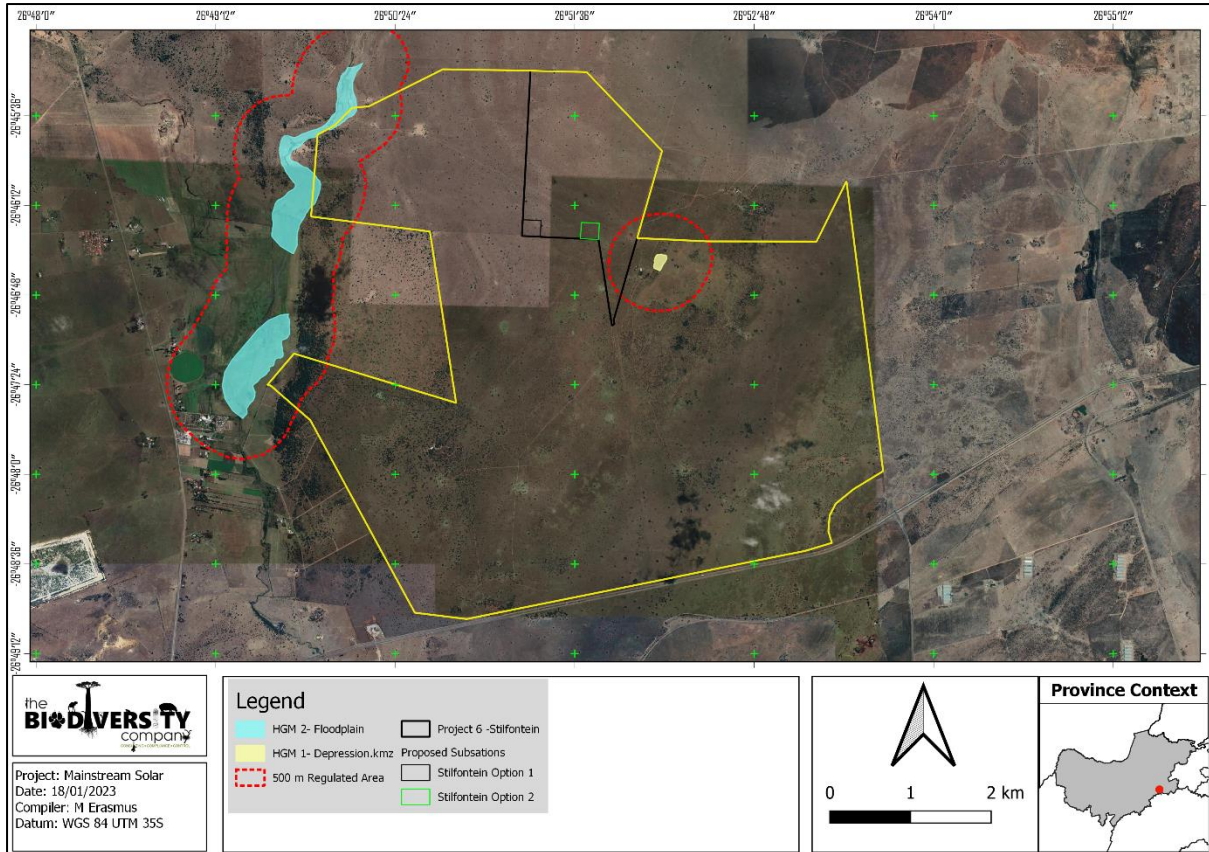 26°48'0" 26°48'12" 26°50'24" 26°51'36" 26°52'48" 26°54'0" 26°55'12"
-26°45'36"
-26°46'12"
-26°46'48"
-26°47'24"
-26°48'0"
-26°48'36"
-26°49'12"
the
BIODIVERSITY
company
Project: Mainstream Solar
Date: 18/01/2023
Compiler: M Erasmus
Datum: WGS 84 UTM 35S
Legend
HGM 2- Floodplain
HGM 1- Depression.kmz
500 m Regulated Area
Project 6 -Stilfontein
Proposed Subsations
Stilfontein Option 1
Stilfontein Option 2
0 1 2 km
Province Context